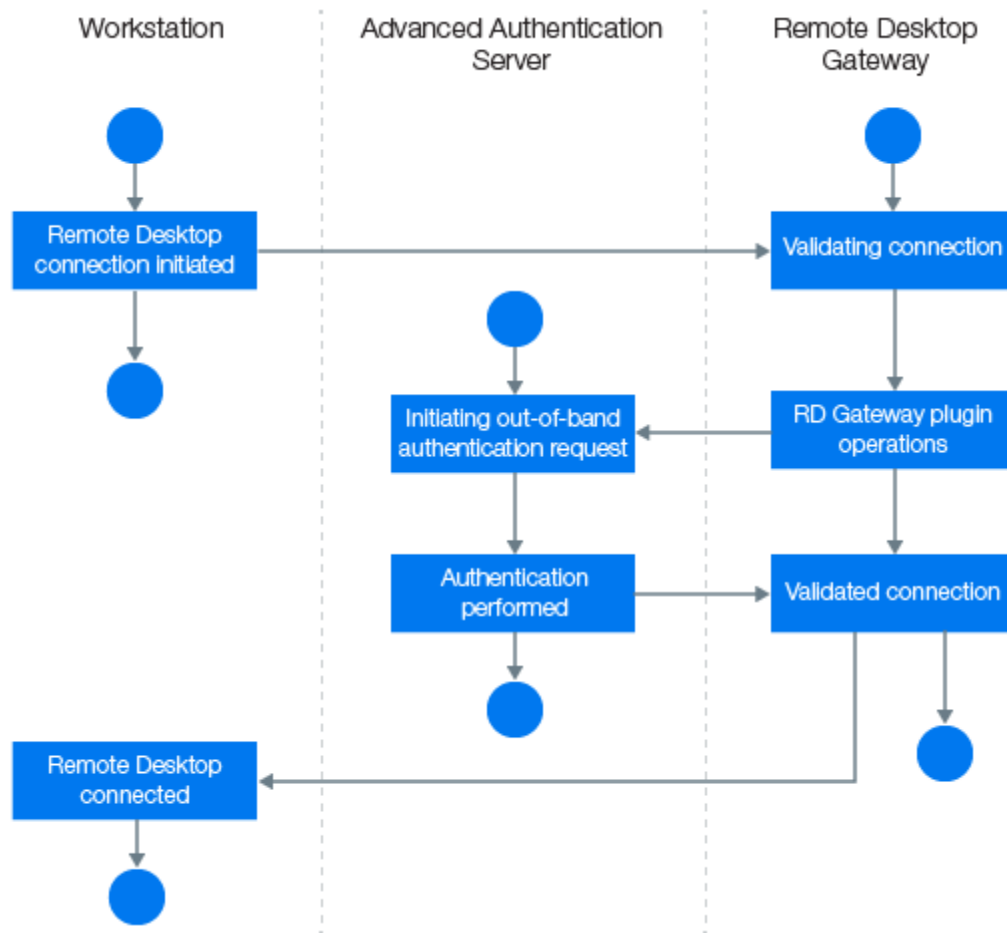 Workstation
Advanced Authentication
Server
Remote Desktop
Gateway
Remote Desktop
connection initiated
Validating connection
Initiating out-of-band
authentication request
RD Gateway plugin
operations
Authentication
performed
Validated connection
Remote Desktop
connected